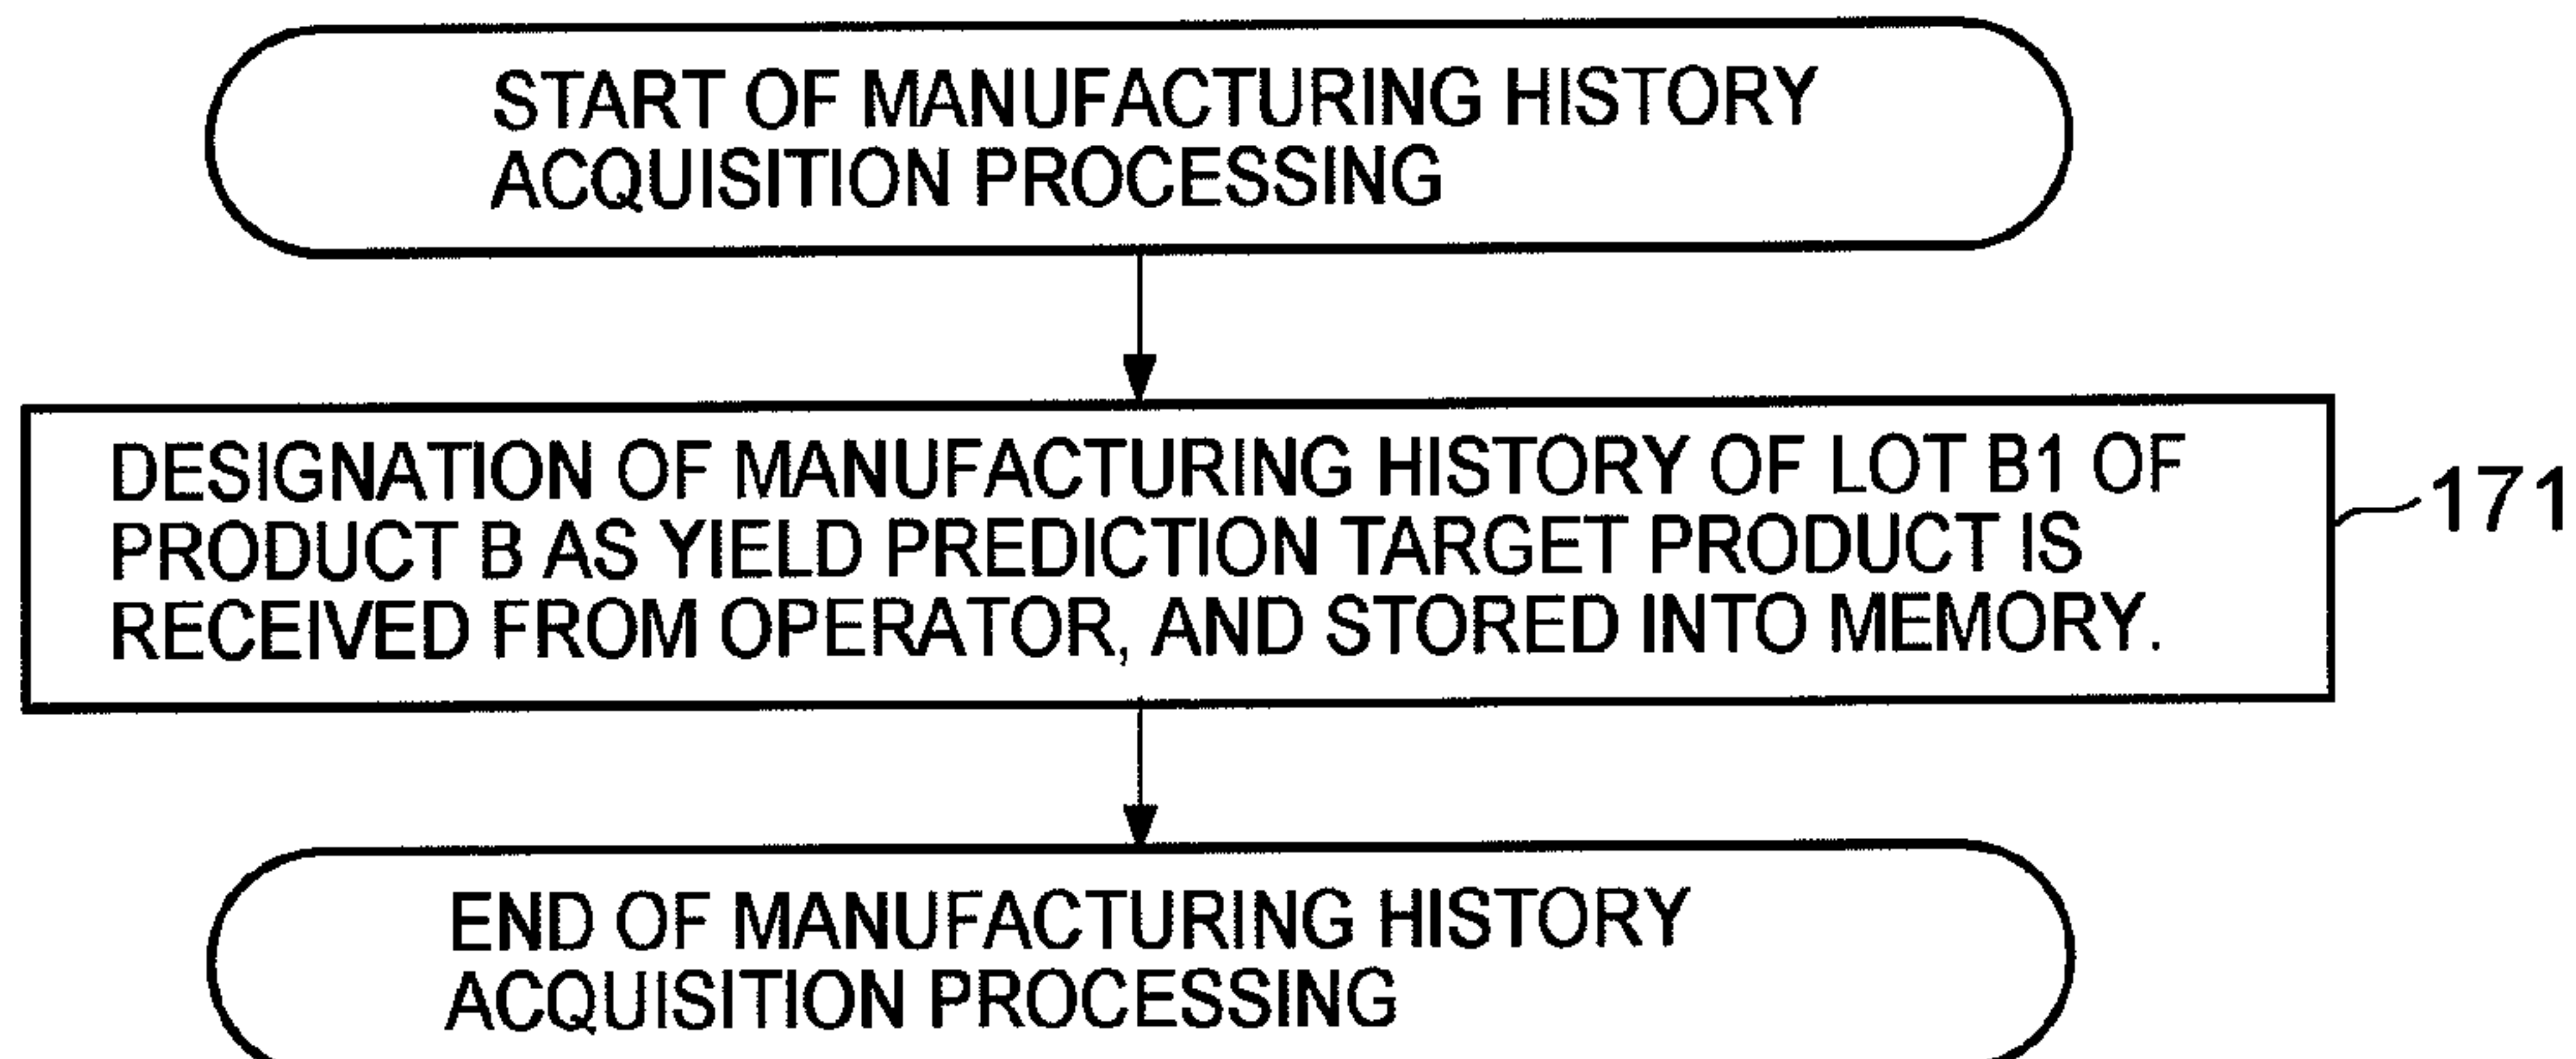 START OF MANUFACTURING HISTORY
ACQUISITION PROCESSING
DESIGNATION OF MANUFACTURING HISTORY OF LOT B1 OF
PRODUCT B AS YIELD PREDICTION TARGET PRODUCT IS
RECEIVED FROM OPERATOR, AND STORED INTO MEMORY.
171
END OF MANUFACTURING HISTORY
ACQUISITION PROCESSING